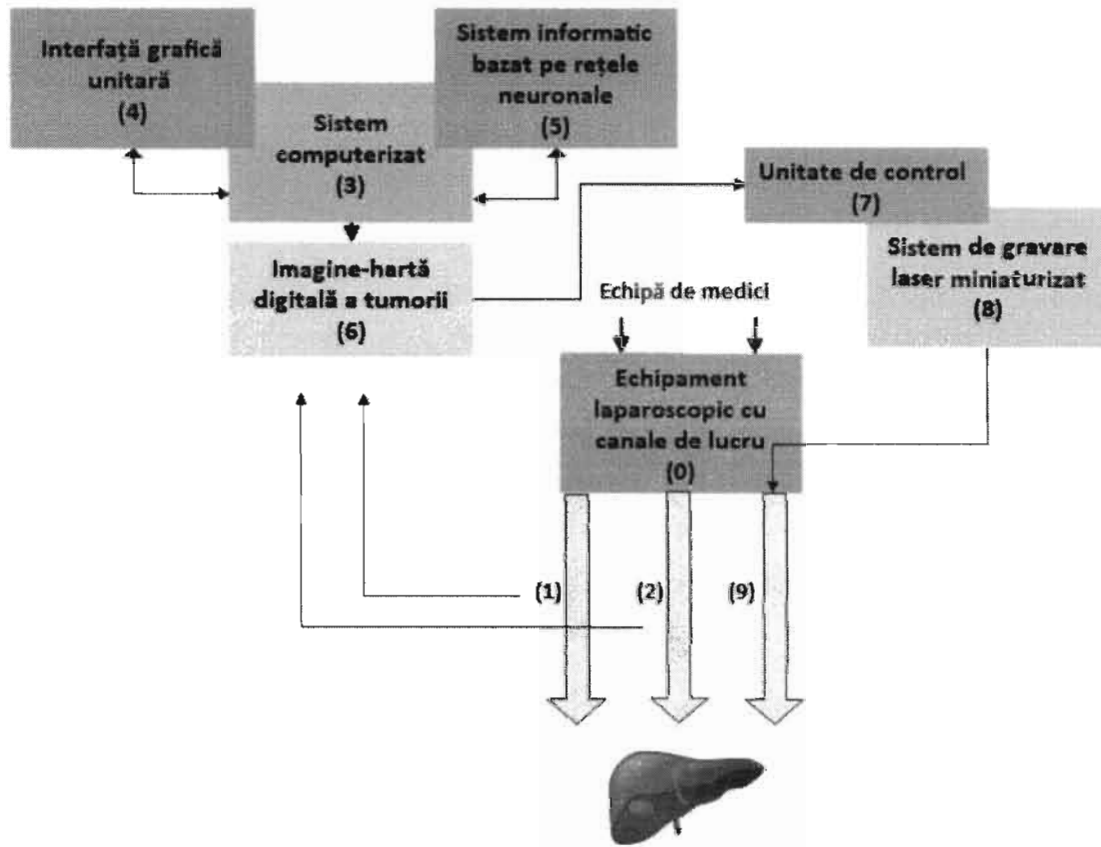 Interfață grafică
unitară
(4)
Sistem informatic
bazat pe rețele
neuronale
(5)
Sistem
computerizat
(3)
Unitate de control
(7)
Imagine-hartă
digitală a tumorii
(6)
Sistem de gravare
laser miniaturizat
(8)
Echipă de medici
Echipament
laparoscopic cu
canale de lucru
(0)
(1)
(2)
(9)